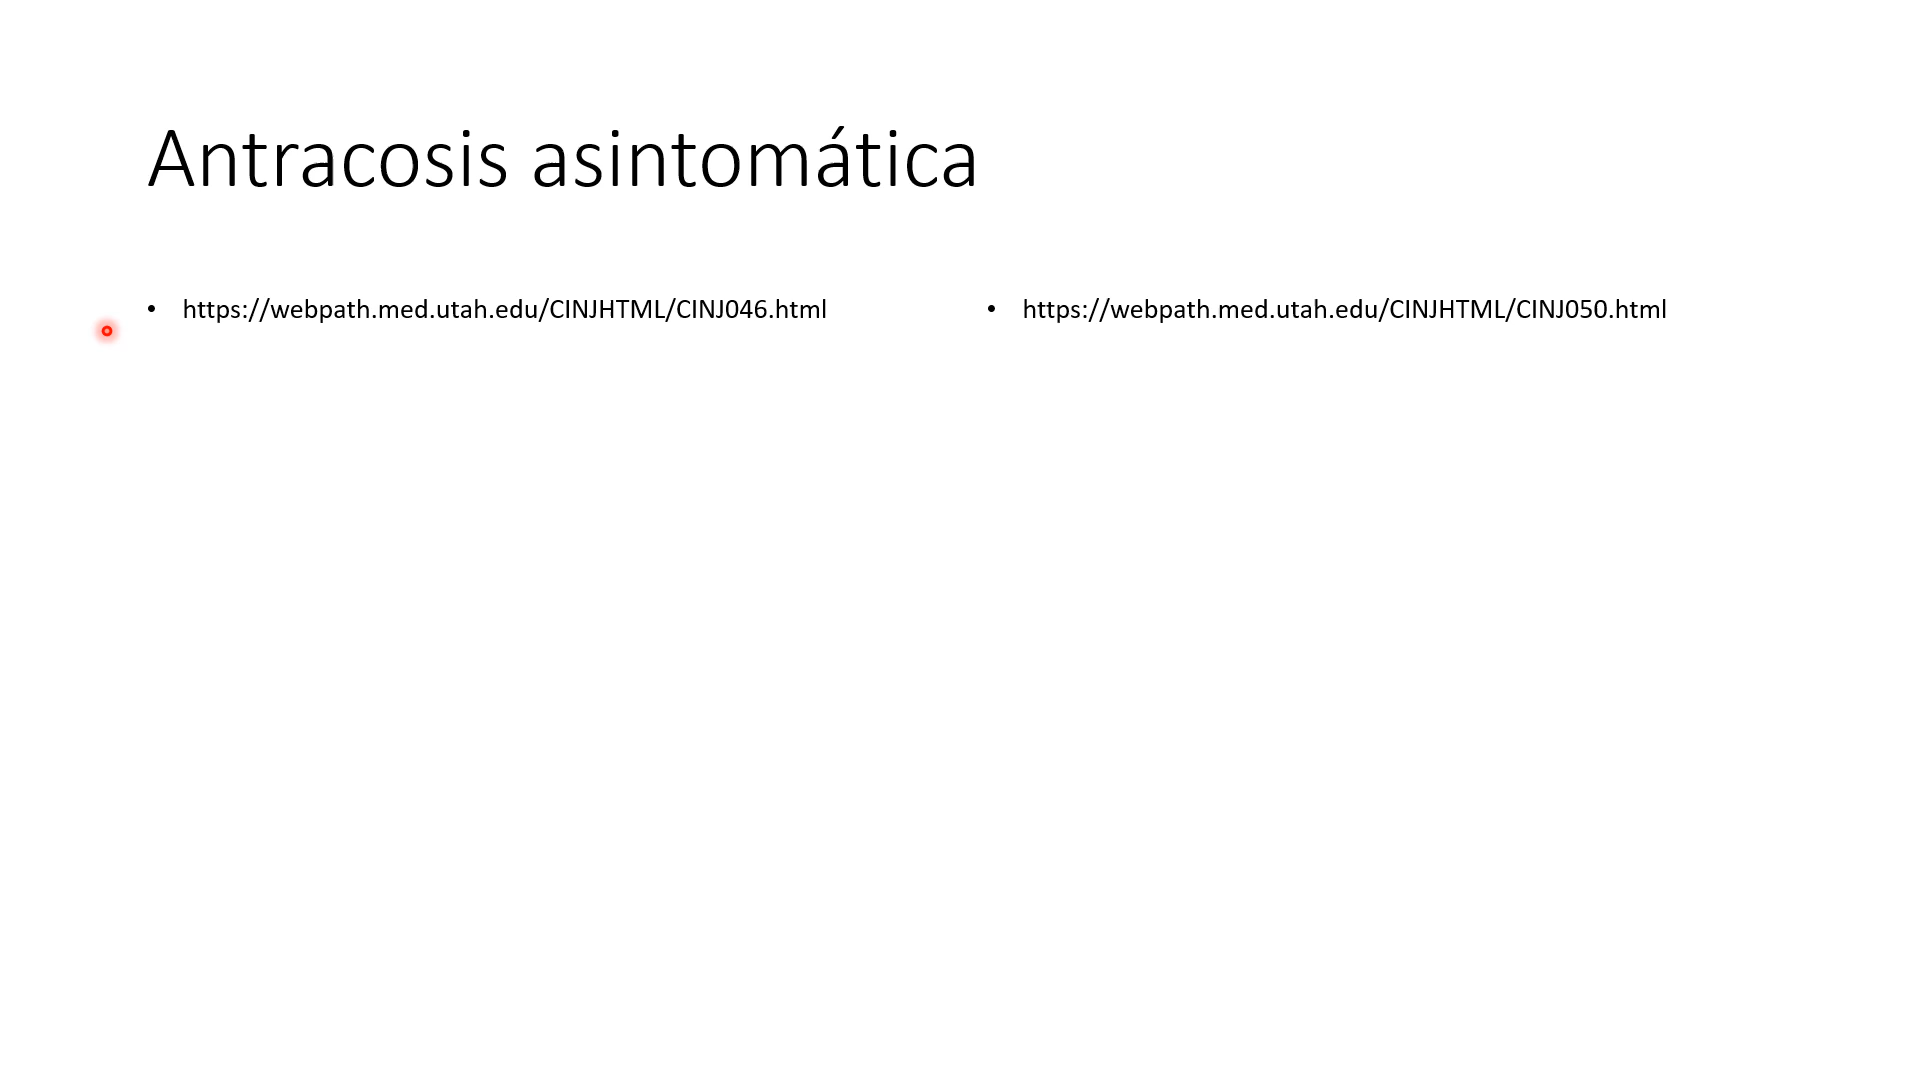 Antracosis asintomática
• https://webpath.med.utah.edu/CINJHTML/CINJ046.html
• https://webpath.med.utah.edu/CINJHTML/CINJ050.html